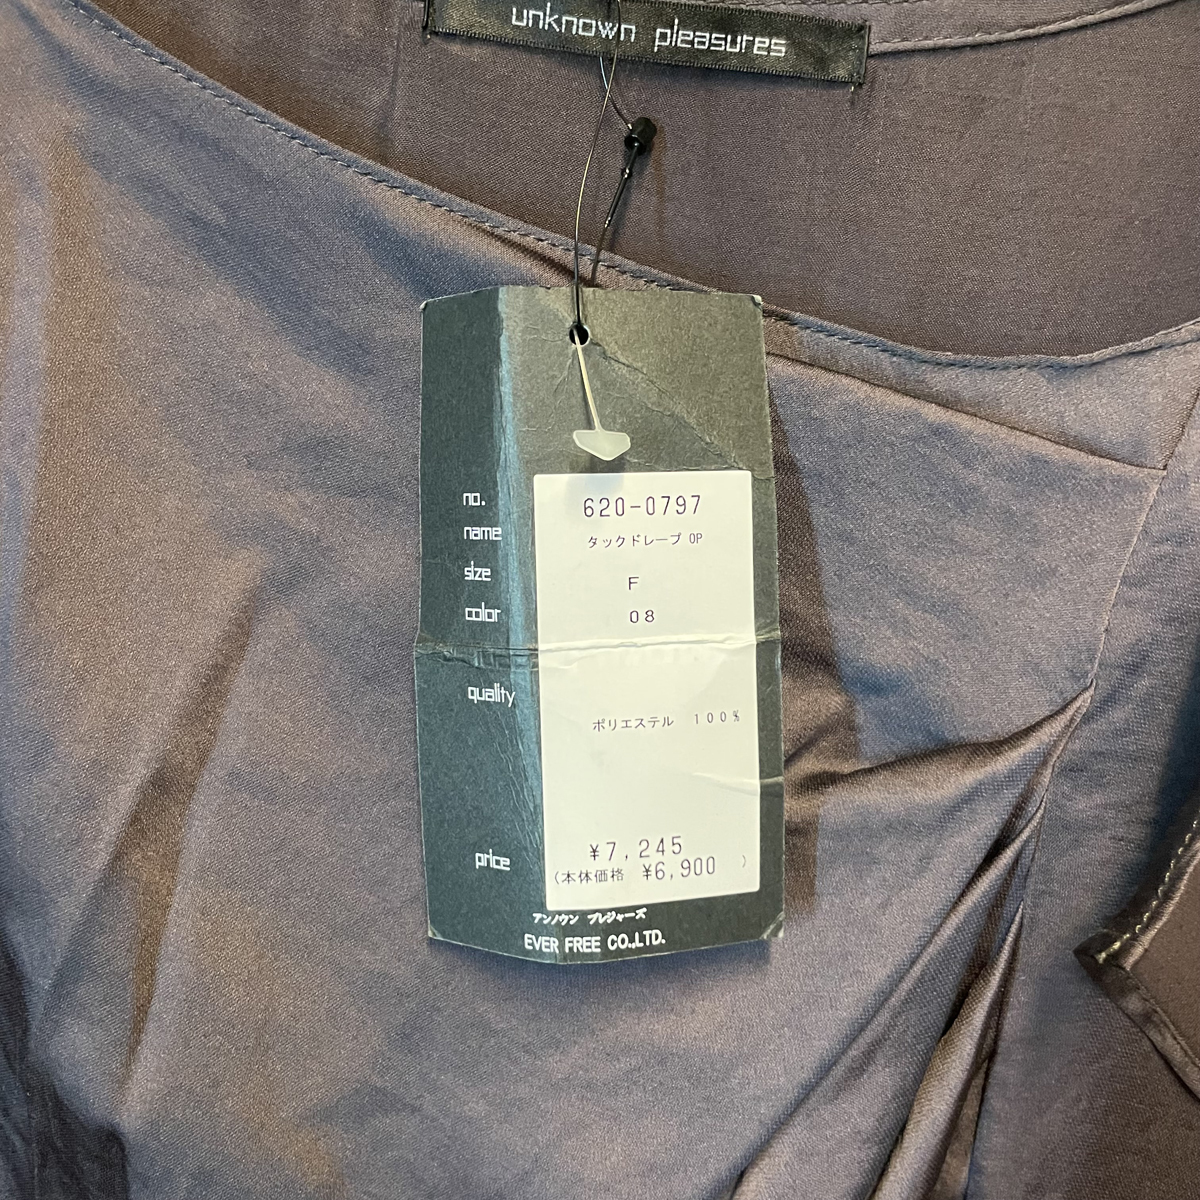 unknown pleasures
no. 620-0797
name タックドレープ OP
size F
color 08
quality
ポリエステル 100%
¥7,245
price (本体価格 ¥6,900 )
アンノウン プレジャーズ
EVER FREE CO.,LTD.